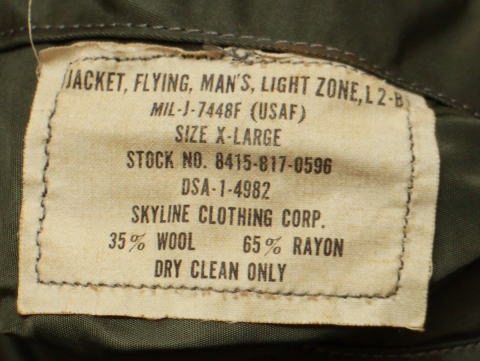 JACKET, FLYING, MAN'S, LIGHT ZONE, L2-B
MIL-J-7448F (USAF)
SIZE X-LARGE
STOCK NO. 8415-817-0596
DSA-1-4982
SKYLINE CLOTHING CORP.
35% WOOL 65% RAYON
DRY CLEAN ONLY